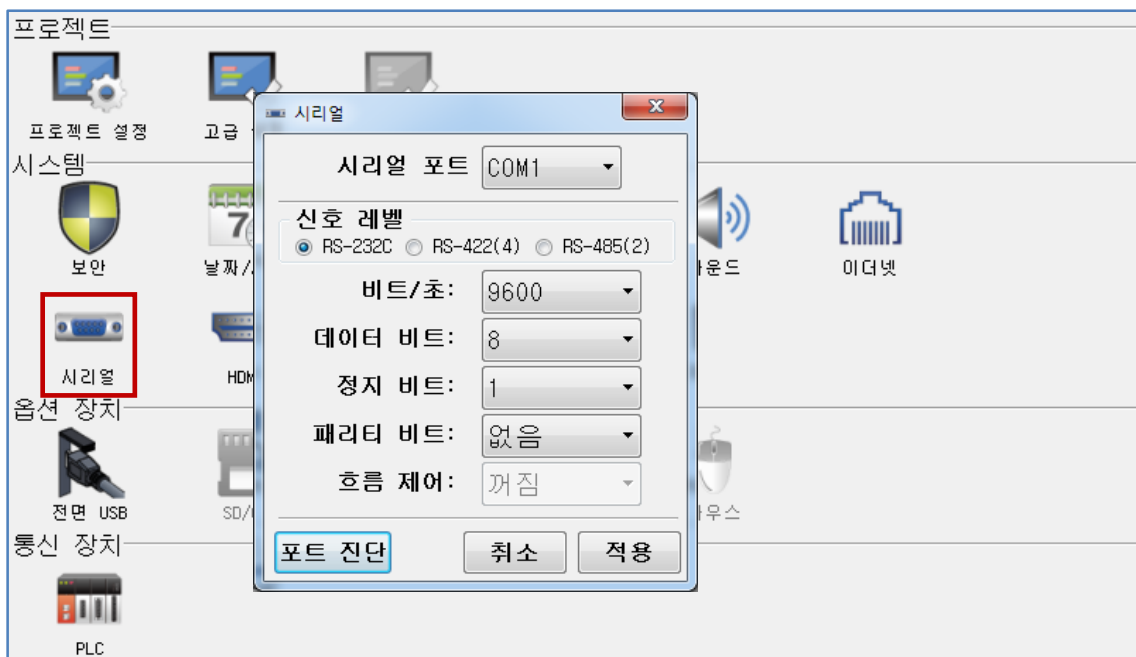 프로젝트
프로젝트 설정
고급
시리얼
시리얼 포트 COM1
신호 레벨
RS-232C RS-422(4) RS-485(2)
비트/초: 9600
데이터 비트: 8
정지 비트: 1
패리티 비트: 없음
흐름 제어: 꺼짐
포트 진단 취소 적용
시스템
보안
날짜/
이더넷
시리얼
HDM
옵션 장치
전면 USB
SD/
통신 장치
PLC